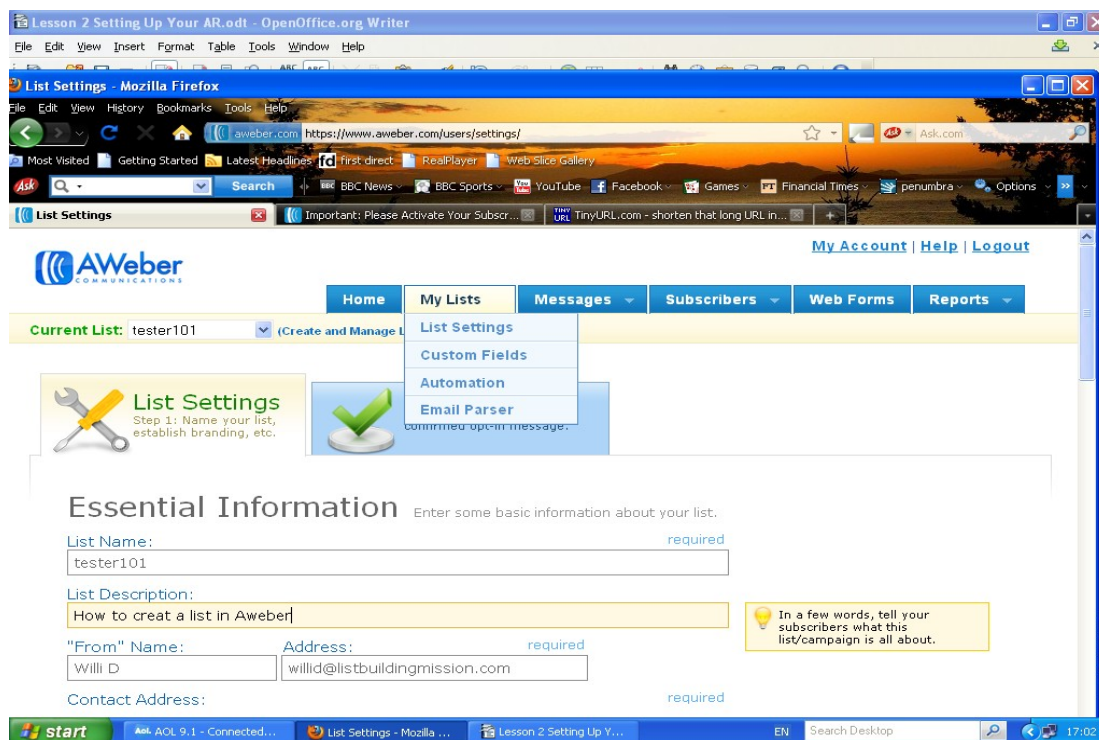 Lesson 2 Setting Up Your AR.odt - OpenOffice.org Writer
File Edit View Insert Format Table Tools Window Help
List Settings - Mozilla Firefox
File Edit View History Bookmarks Tools Help
aweber.com https://www.aweber.com/users/settings/ Ask.com
Most Visited Getting Started Latest Headlines fd first direct RealPlayer Web Slice Gallery
Ask Search BBC BBC News BBC Sports YouTube Facebook Games FT Financial Times penumbra Options »
List Settings Important: Please Activate Your Subscr... TINY URL TinyURL.com - shorten that long URL in... +
My Account | Help | Logout
AWeber
COMMUNICATIONS
Home My Lists Messages Subscribers Web Forms Reports
Current List: tester101 (Create and Manage L
List Settings
Custom Fields
Automation
Email Parser
List Settings
Step 1: Name your list,
establish branding, etc.
confirmed opt-in message.
Essential Information Enter some basic information about your list.
List Name: required
tester101
List Description:
How to creat a list in Aweber
In a few words, tell your
subscribers what this
list/campaign is all about.
"From" Name: Address: required
Willi D willid@listbuildingmission.com
Contact Address: required
start AOL AOL 9.1 - Connected... List Settings - Mozilla ... Lesson 2 Setting Up Y... EN Search Desktop 17:02